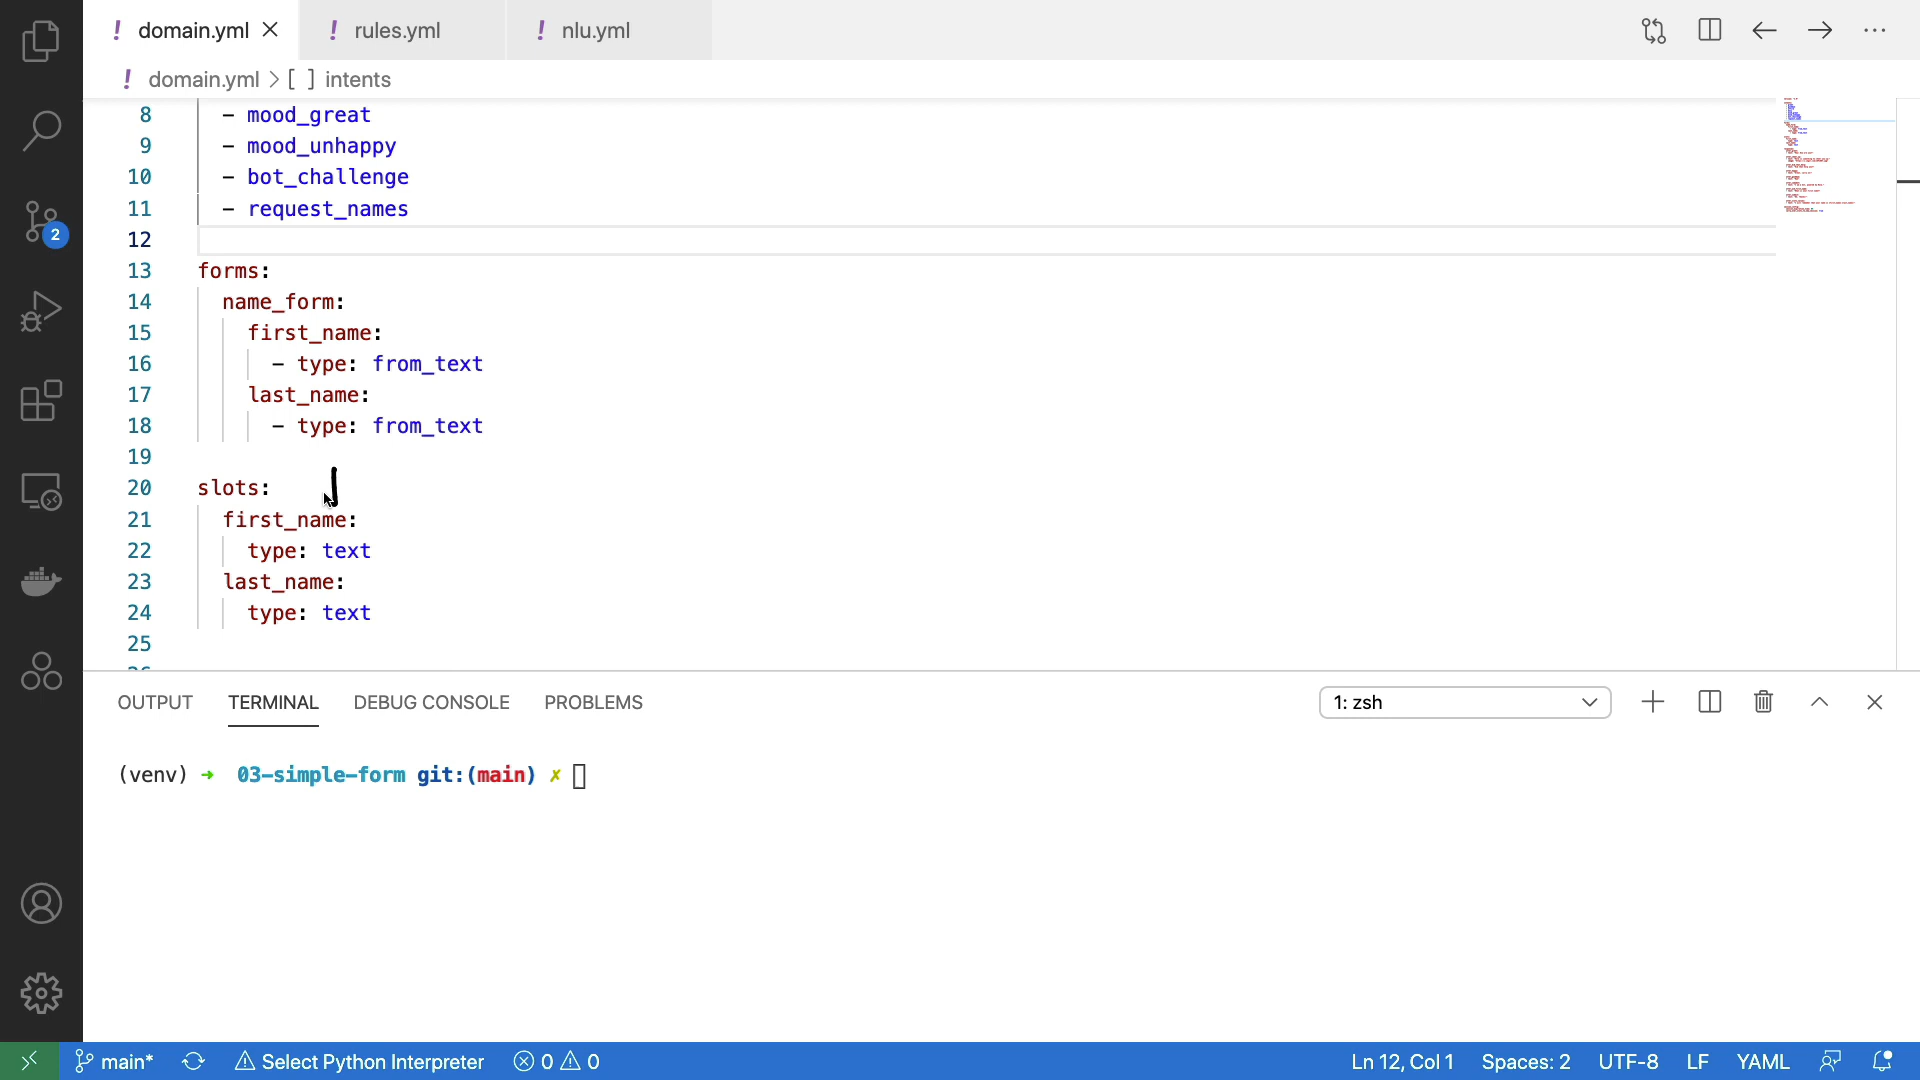 ! domain.yml ×
! rules.yml
! nlu.yml
! domain.yml > [ ] intents
8 - mood_great
9 - mood_unhappy
10 - bot_challenge
11 - request_names
12
13 forms:
14 name_form:
15 first_name:
16 - type: from_text
17 last_name:
18 - type: from_text
19
20 slots:
21 first_name:
22 type: text
23 last_name:
24 type: text
25
2
OUTPUT TERMINAL DEBUG CONSOLE PROBLEMS
1: zsh
(venv) → 03-simple-form git:(main) ✗
main* Select Python Interpreter 0 0
Ln 12, Col 1 Spaces: 2 UTF-8 LF YAML